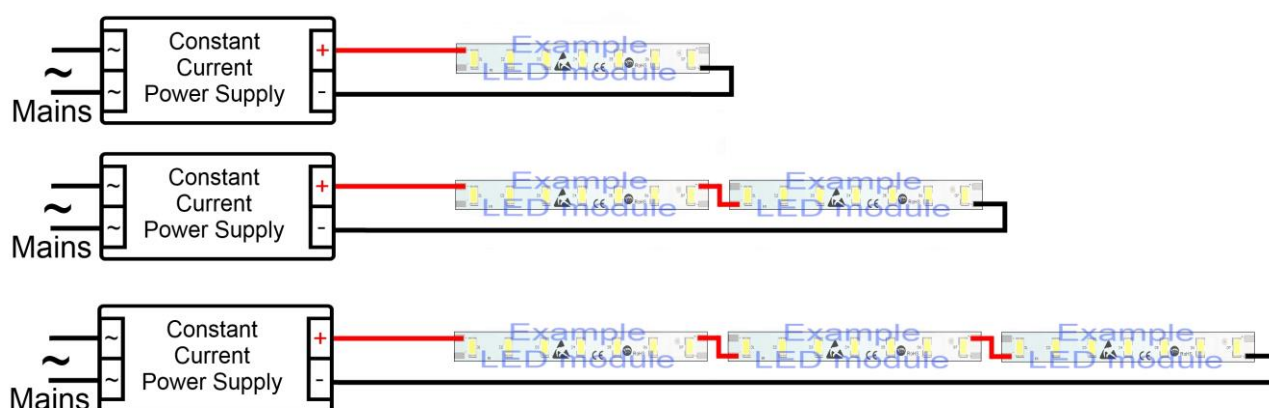 ~
~
Mains
~
Constant
Current
Power Supply
+
-
Example
LED module
~
~
Mains
~
Constant
Current
Power Supply
+
-
Example
LED module
Example
LED module
~
~
Mains
~
Constant
Current
Power Supply
+
-
Example
LED module
Example
LED module
Example
LED module